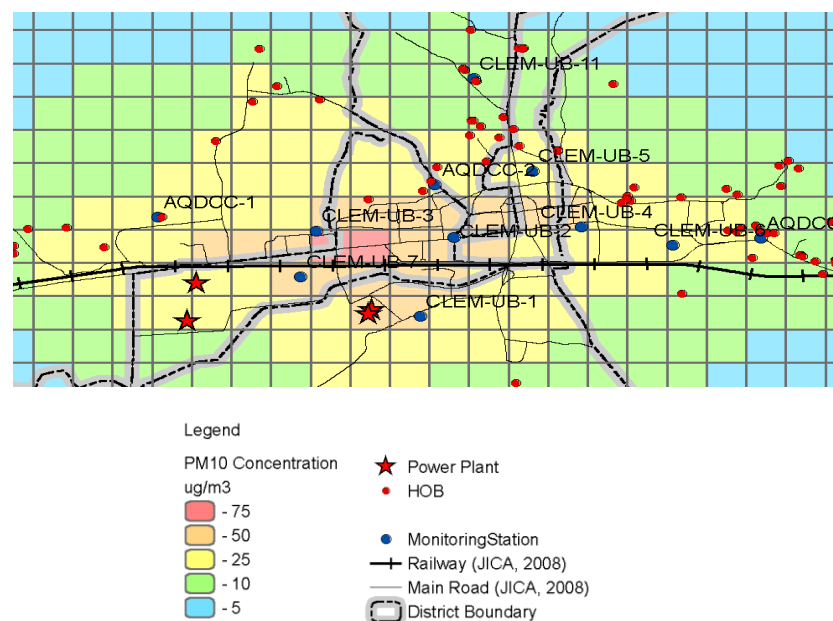 CLEM-UB-11
CLEM-UB-5
AQDCC-2
AQDCC-1
CLEM-UB-3
CLEM-UB-4
CLEM-UB-2
CLEM-UB-6
AQDCC
CLEM-UB-7
CLEM-UB-1
Legend
PM10 Concentration
ug/m3
- 75
- 50
- 25
- 10
- 5
Power Plant
HOB
MonitoringStation
Railway (JICA, 2008)
Main Road (JICA, 2008)
District Boundary